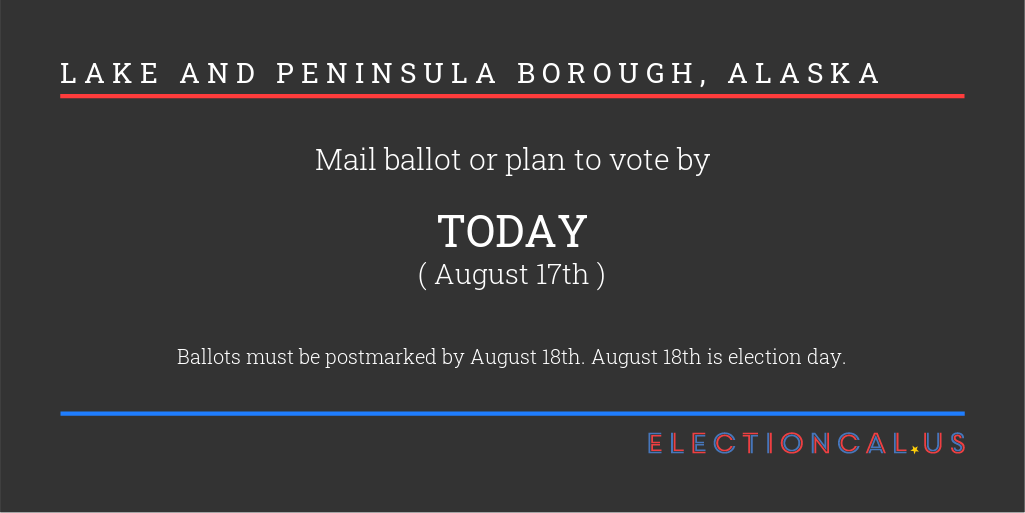 LAKE AND PENINSULA BOROUGH, ALASKA
Mail ballot or plan to vote by
TODAY
( August 17th )
Ballots must be postmarked by August 18th. August 18th is election day.
ELECTIONCAL.US